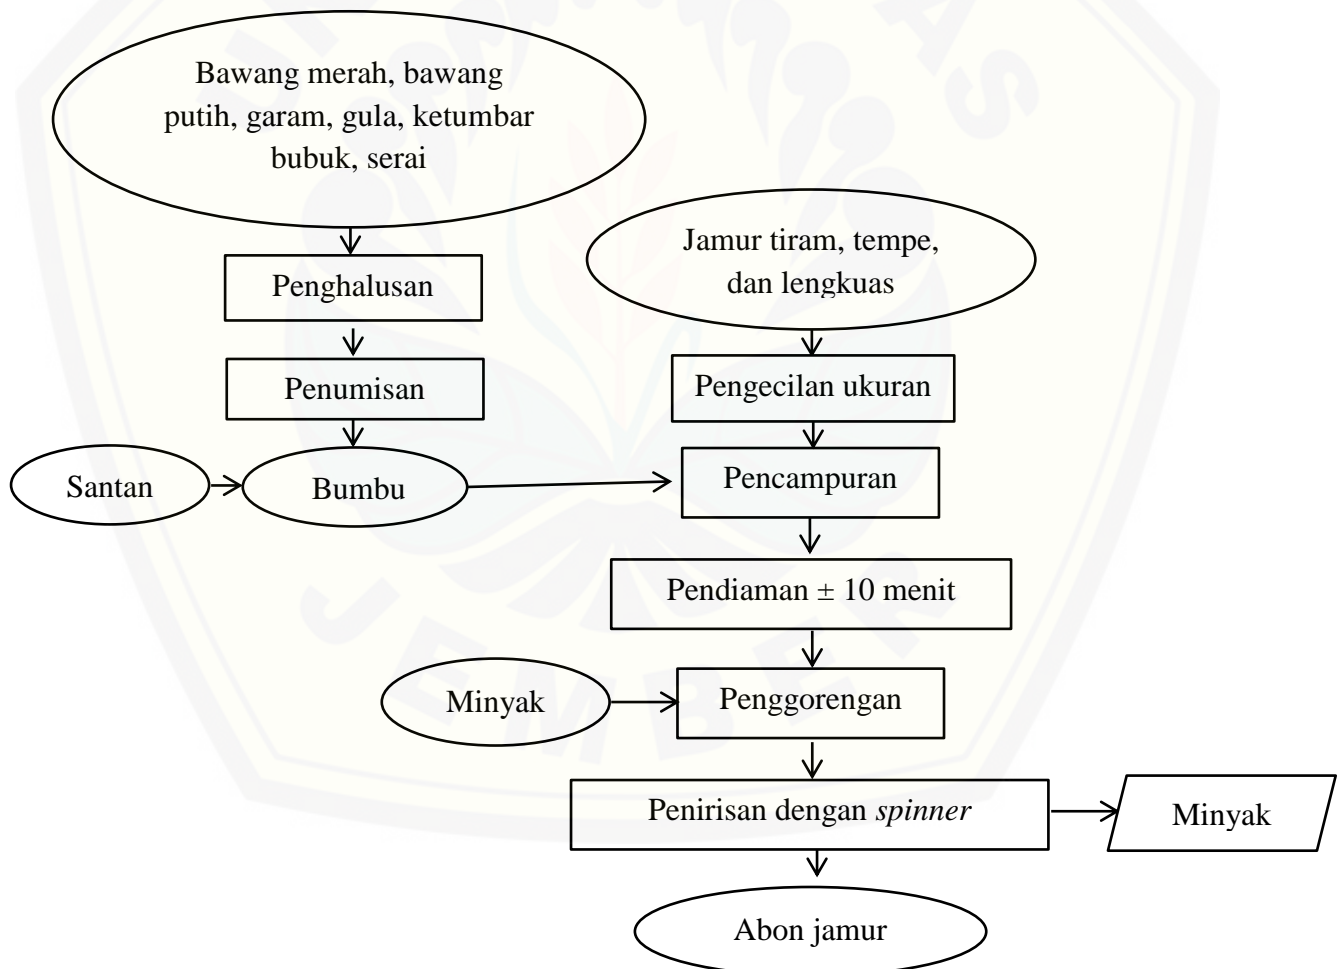 Bawang merah, bawang
putih, garam, gula, ketumbar
bubuk, serai
Penghalusan
Penumisan
Santan
Bumbu
Jamur tiram, tempe,
dan lengkuas
Pengecilan ukuran
Pencampuran
Pendiaman ± 10 menit
Minyak
Penggorengan
Penirisan dengan spinner
Minyak
Abon jamur
JEMBER